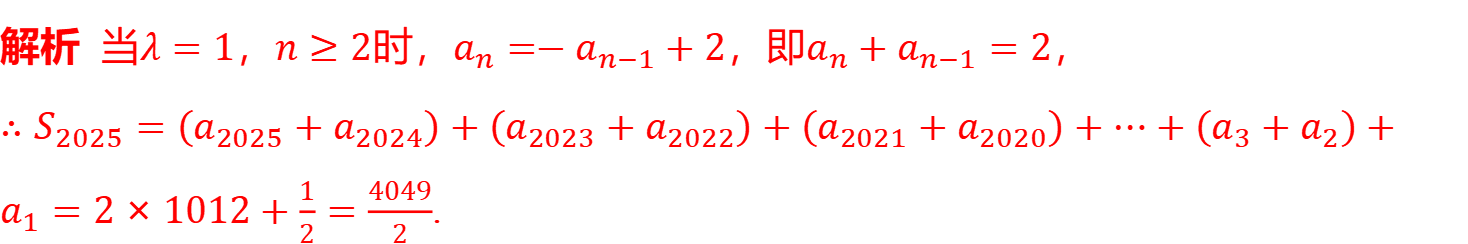 解析 当λ = 1，n ≥ 2时，aₙ =− aₙ₋₁ + 2，即aₙ + aₙ₋₁ = 2，
∴ S₂₀₂₅ = (a₂₀₂₅ + a₂₀₂₄) + (a₂₀₂₃ + a₂₀₂₂) + (a₂₀₂₁ + a₂₀₂₀) + ⋯ + (a₃ + a₂) +
a₁ = 2 × 1012 + 1/2 = 4049/2.